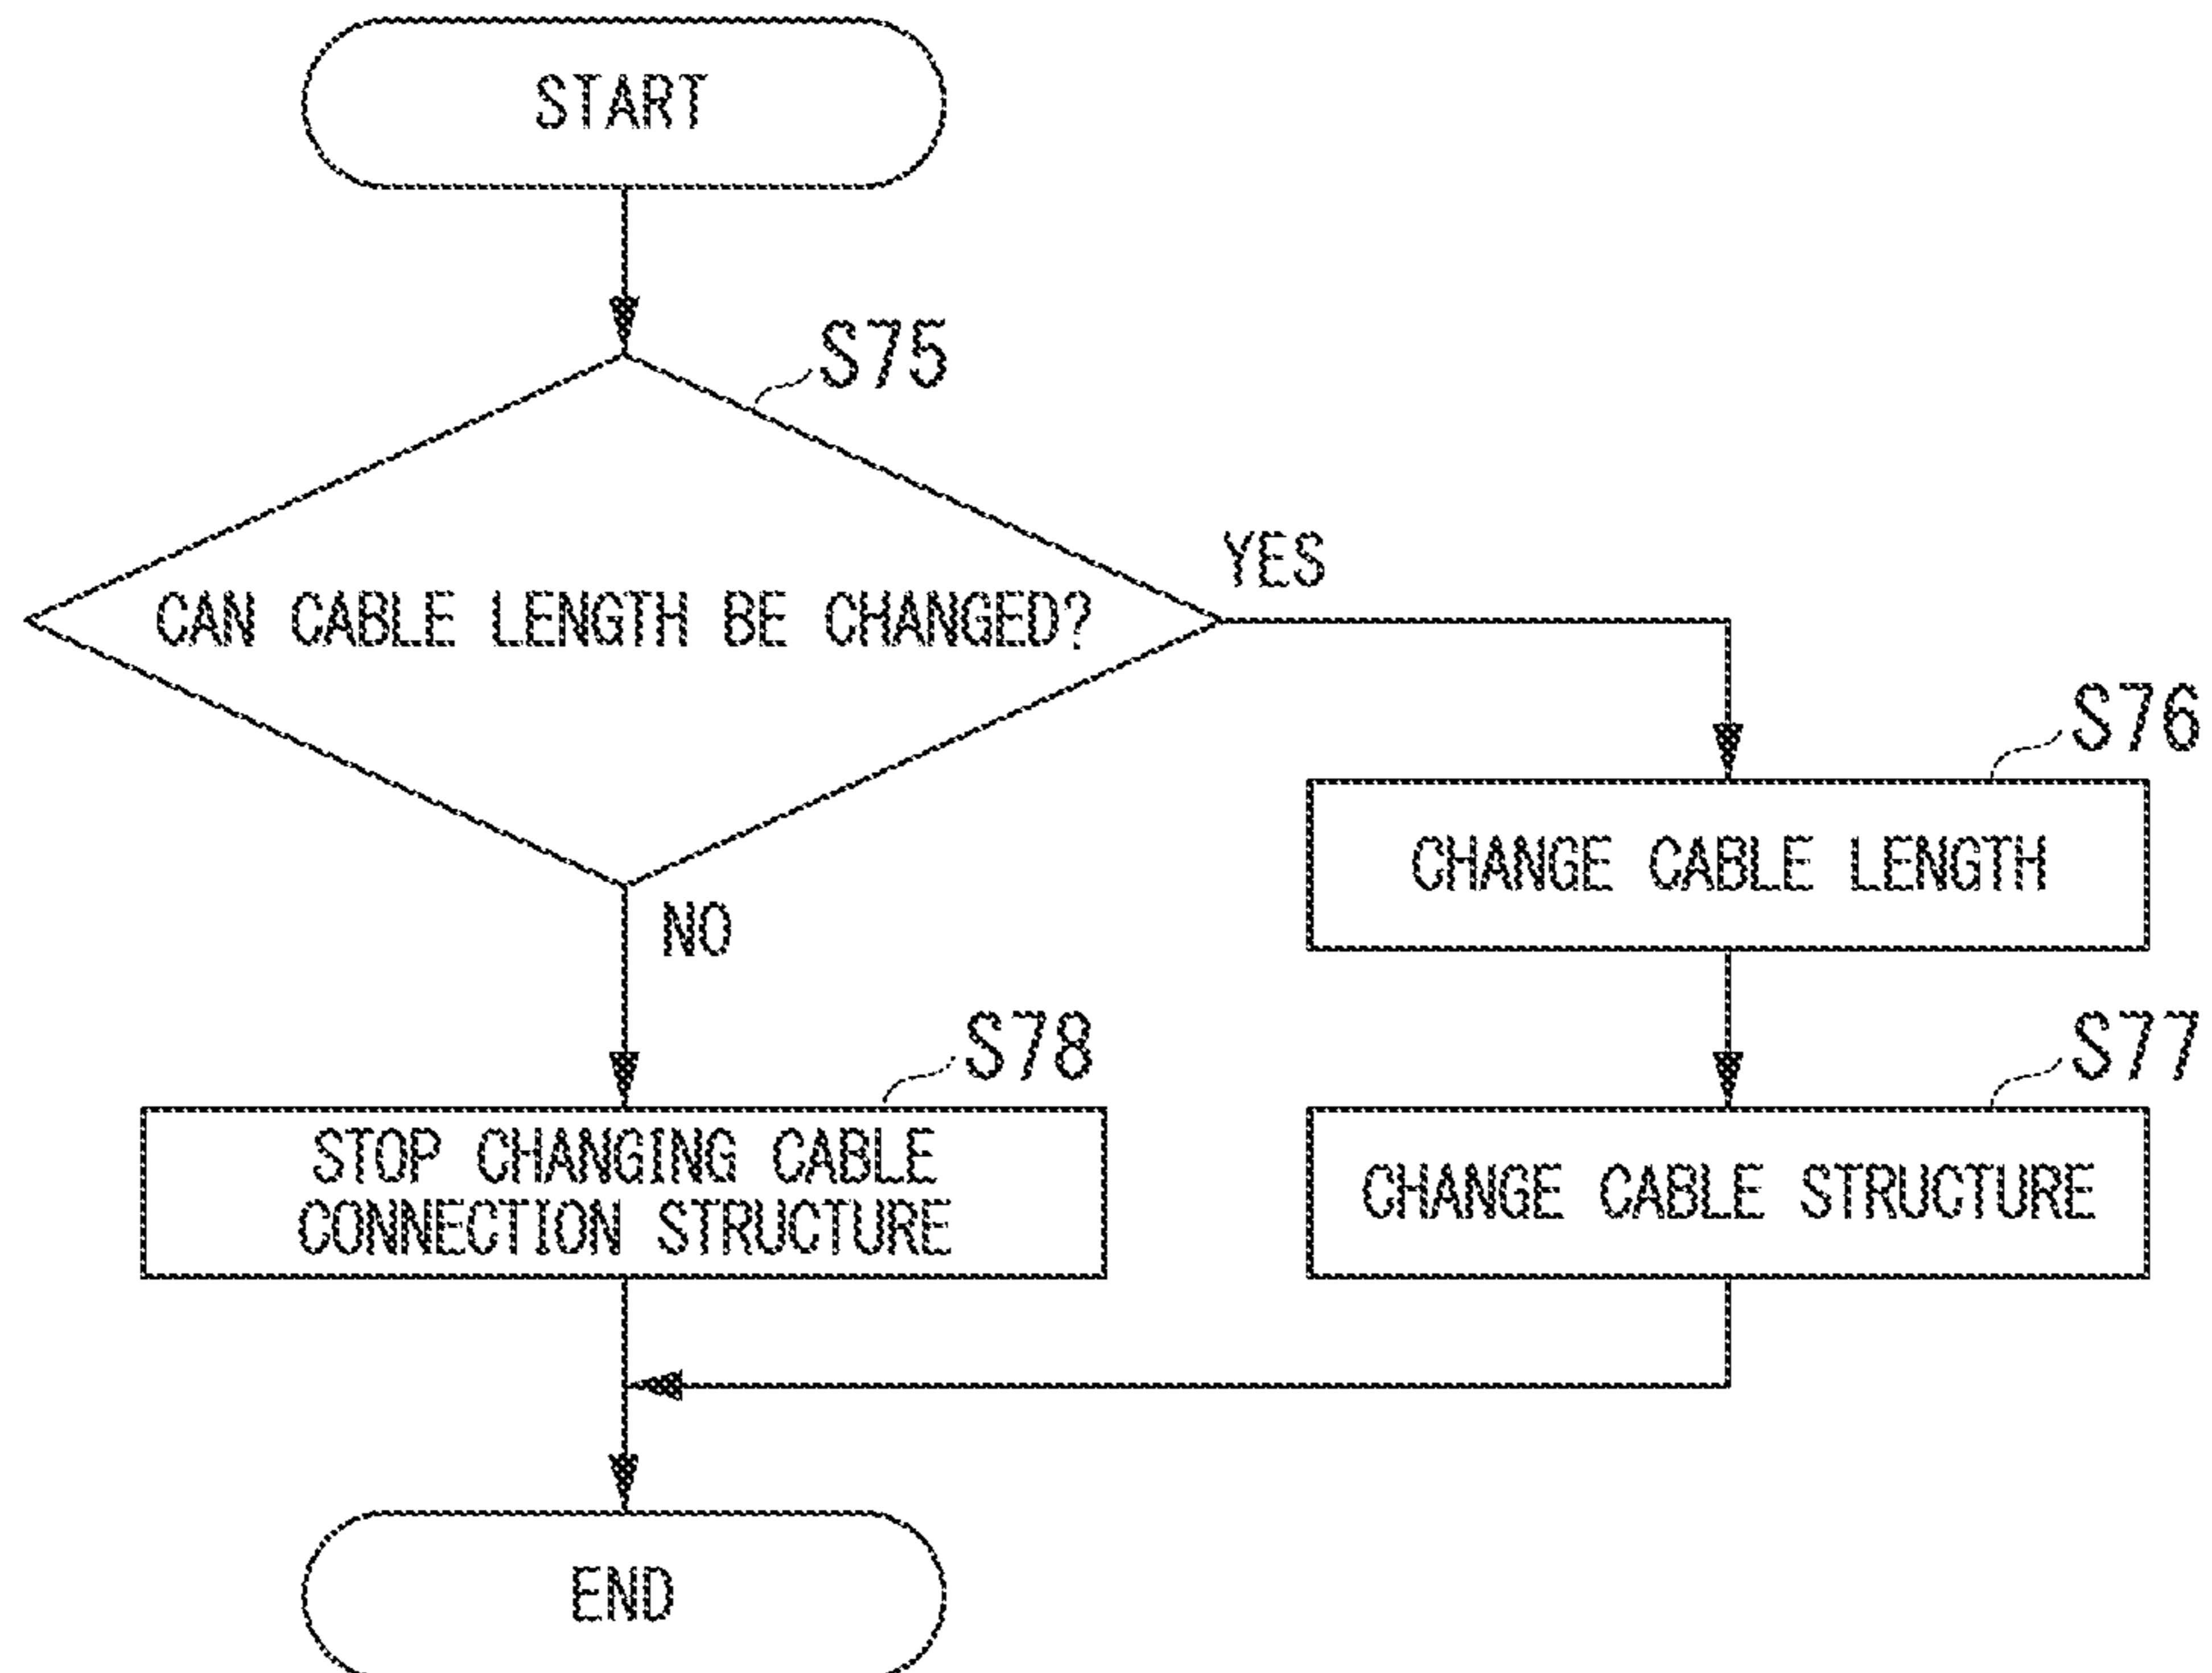 START
S75
CAN CABLE LENGTH BE CHANGED?
YES
S76
CHANGE CABLE LENGTH
NO
S78
STOP CHANGING CABLE
CONNECTION STRUCTURE
S77
CHANGE CABLE STRUCTURE
END